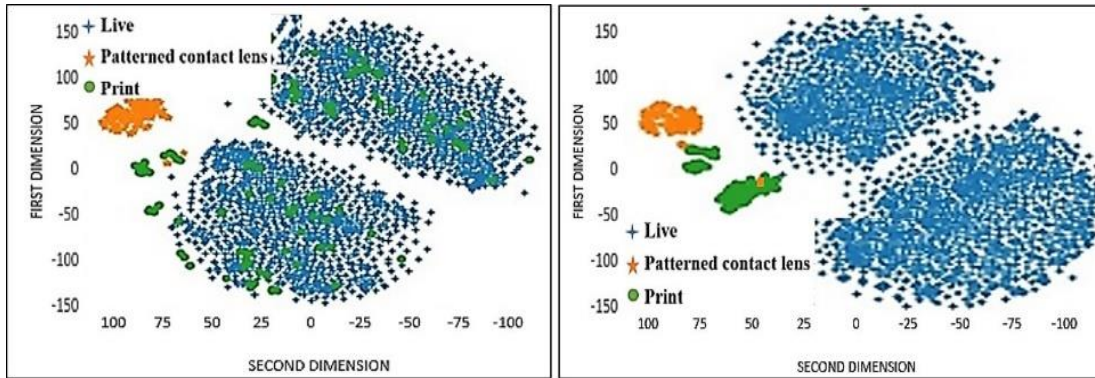 150
Live
100
Patterned contact lens
Print
50
0
-50
-100
-150
FIRST DIMENSION
100 75 50 25 0 -25 -50 -75 -100
SECOND DIMENSION
150
100
50
0
-50
Live
-100
Patterned contact lens
Print
-150
FIRST DIMENSION
100 75 50 25 0 -25 -50 -75 -100
SECOND DIMENSION